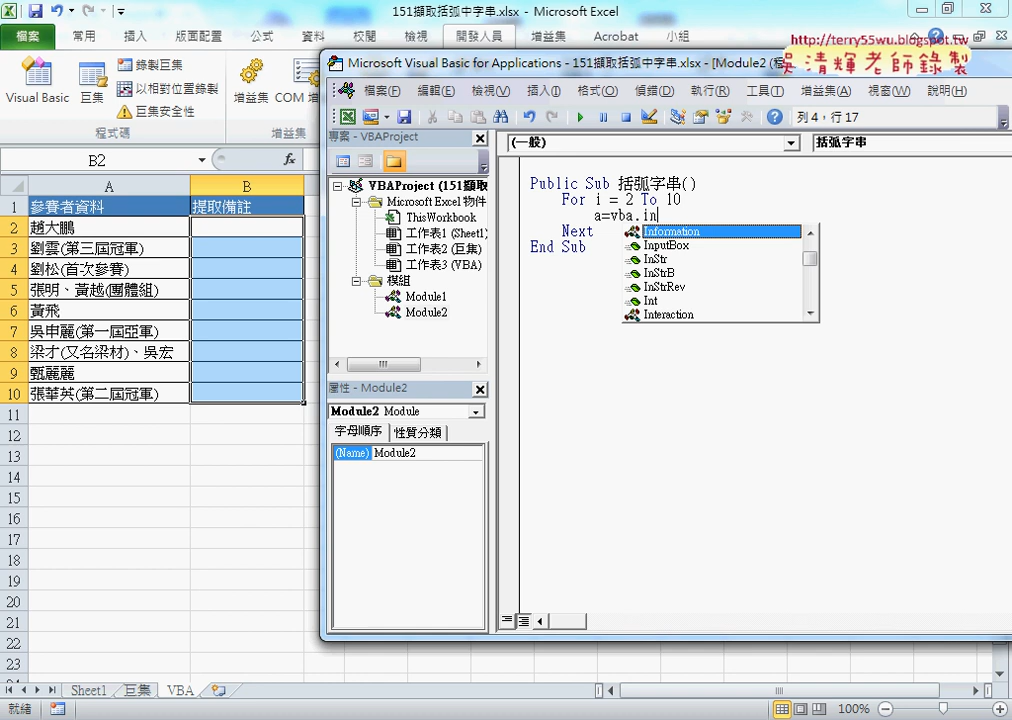 151擷取括弧中字串.xlsx - Microsoft Excel
檔案 常用 插入 版面配置 公式 資料 校閱 檢視 開發人員 增益集 Acrobat 小組
http://terry55wu.blogspot.tw
吳清輝老師錄製
Visual Basic 巨集 錄製巨集 以相對位置錄製 巨集安全性 增益集 COM 增
程式碼 增益集
Microsoft Visual Basic for Applications - 151擷取括弧中字串.xlsx - [Module2 (程
檔案(F) 編輯(E) 檢視(V) 插入(I) 格式(O) 偵錯(D) 執行(R) 工具(T) 增益集(A) 視窗(W) 說明(H)
列 4，行 17
B2 fx
專案 - VBAProject
(一般) 括弧字串
VBAProject (151擷取
Microsoft Excel 物件
ThisWorkbook
工作表1 (Sheet1)
工作表2 (巨集)
工作表3 (VBA)
模組
Module1
Module2
屬性 - Module2
Module2 Module
字母順序 性質分類
(Name) Module2
Public Sub 括弧字串()
For i = 2 To 10
a=vba.in
Next
End Sub
Information
InputBox
InStr
InStrB
InStrRev
Int
Interaction
A B
1 參賽者資料 提取備註
2 趙大鵬
3 劉雲(第三屆冠軍)
4 劉松(首次參賽)
5 張明、黃越(團體組)
6 黃飛
7 吳申麗(第一屆亞軍)
8 梁才(又名梁材)、吳宏
9 甄麗麗
10 張華英(第二屆冠軍)
11
12
13
14
15
16
17
18
19
20
21
22
23
Sheet1 巨集 VBA
就緒 100%